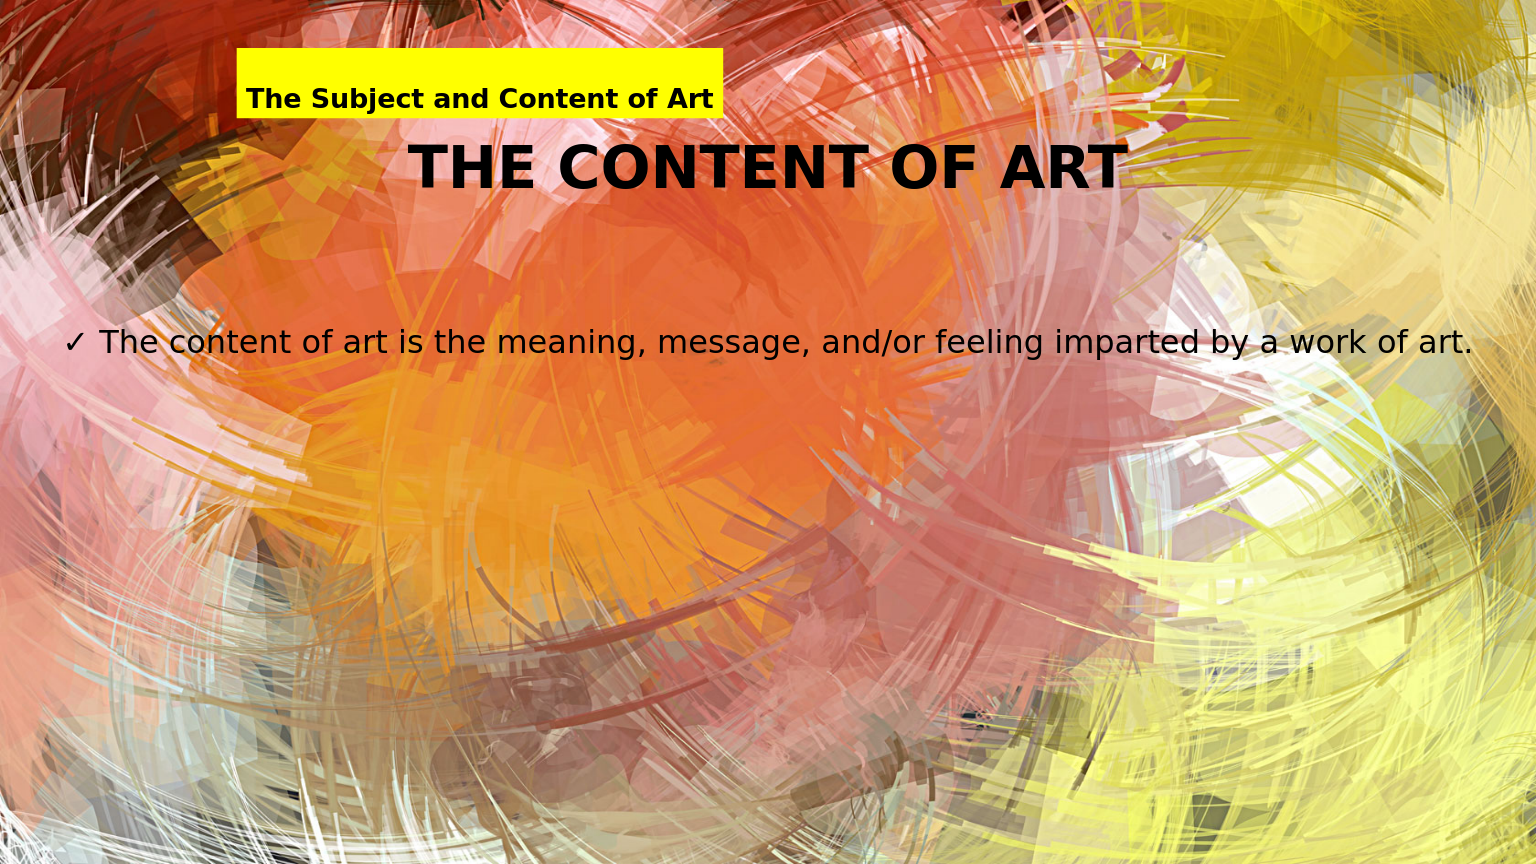 The Subject and Content of Art
THE CONTENT OF ART
✓ The content of art is the meaning, message, and/or feeling imparted by a work of art.